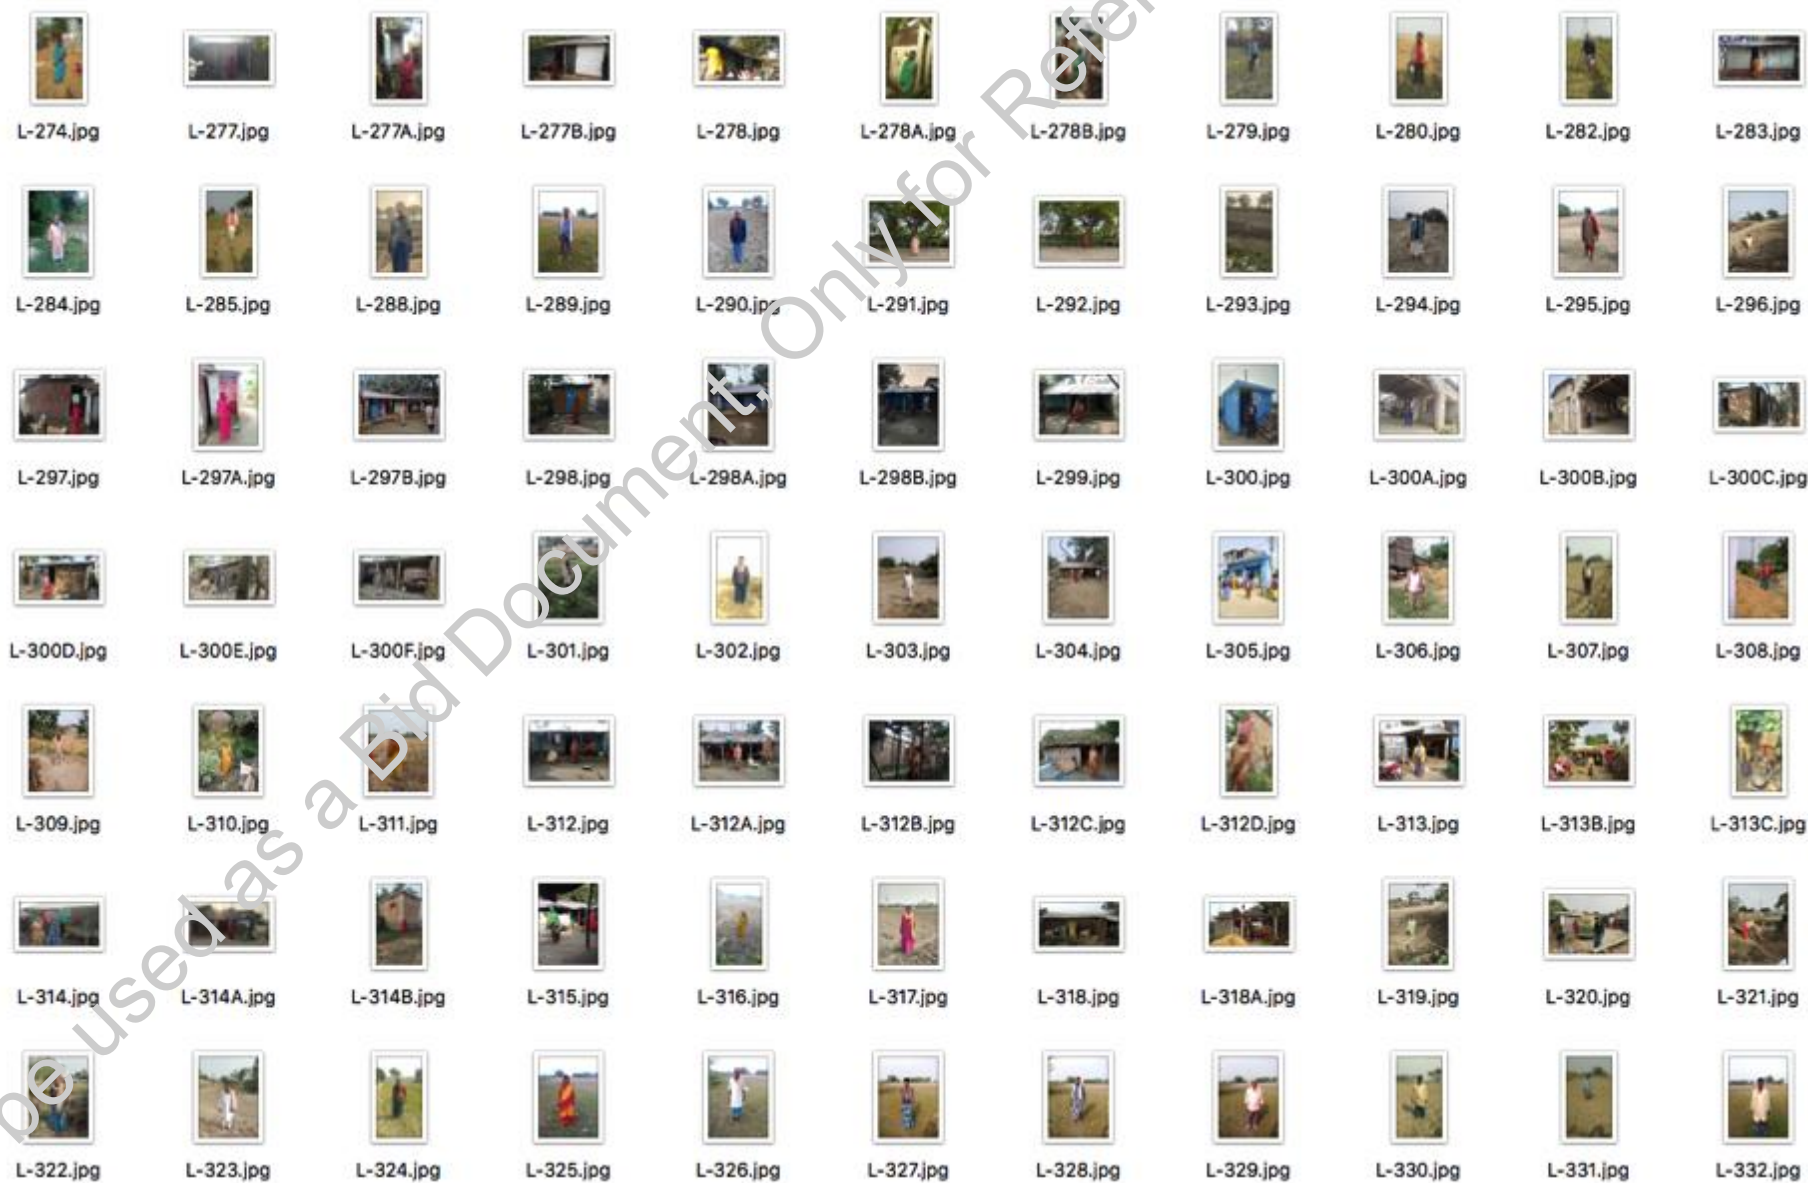 L-274.jpg L-277.jpg L-277A.jpg L-277B.jpg L-278.jpg L-278A.jpg L-278B.jpg L-279.jpg L-280.jpg L-282.jpg L-283.jpg
L-284.jpg L-285.jpg L-288.jpg L-289.jpg L-290.jpg L-291.jpg L-292.jpg L-293.jpg L-294.jpg L-295.jpg L-296.jpg
L-297.jpg L-297A.jpg L-297B.jpg L-298.jpg L-298A.jpg L-298B.jpg L-299.jpg L-300.jpg L-300A.jpg L-300B.jpg L-300C.jpg
L-300D.jpg L-300E.jpg L-300F.jpg L-301.jpg L-302.jpg L-303.jpg L-304.jpg L-305.jpg L-306.jpg L-307.jpg L-308.jpg
L-309.jpg L-310.jpg L-311.jpg L-312.jpg L-312A.jpg L-312B.jpg L-312C.jpg L-312D.jpg L-313.jpg L-313B.jpg L-313C.jpg
L-314.jpg L-314A.jpg L-314B.jpg L-315.jpg L-316.jpg L-317.jpg L-318.jpg L-318A.jpg L-319.jpg L-320.jpg L-321.jpg
L-322.jpg L-323.jpg L-324.jpg L-325.jpg L-326.jpg L-327.jpg L-328.jpg L-329.jpg L-330.jpg L-331.jpg L-332.jpg
be used as a Bid Document, Only for Refer